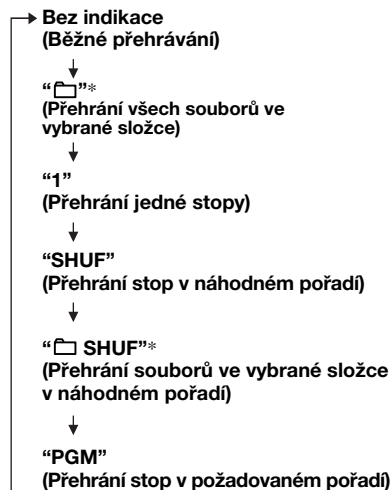 Bez indikace
(Běžné přehrávání)
“🗀”*
(Přehrání všech souborů ve
vybrané složce)
“1”
(Přehrání jedné stopy)
“SHUF”
(Přehrání stop v náhodném pořadí)
“🗀 SHUF”*
(Přehrání souborů ve vybrané složce
v náhodném pořadí)
“PGM”
(Přehrání stop v požadovaném pořadí)